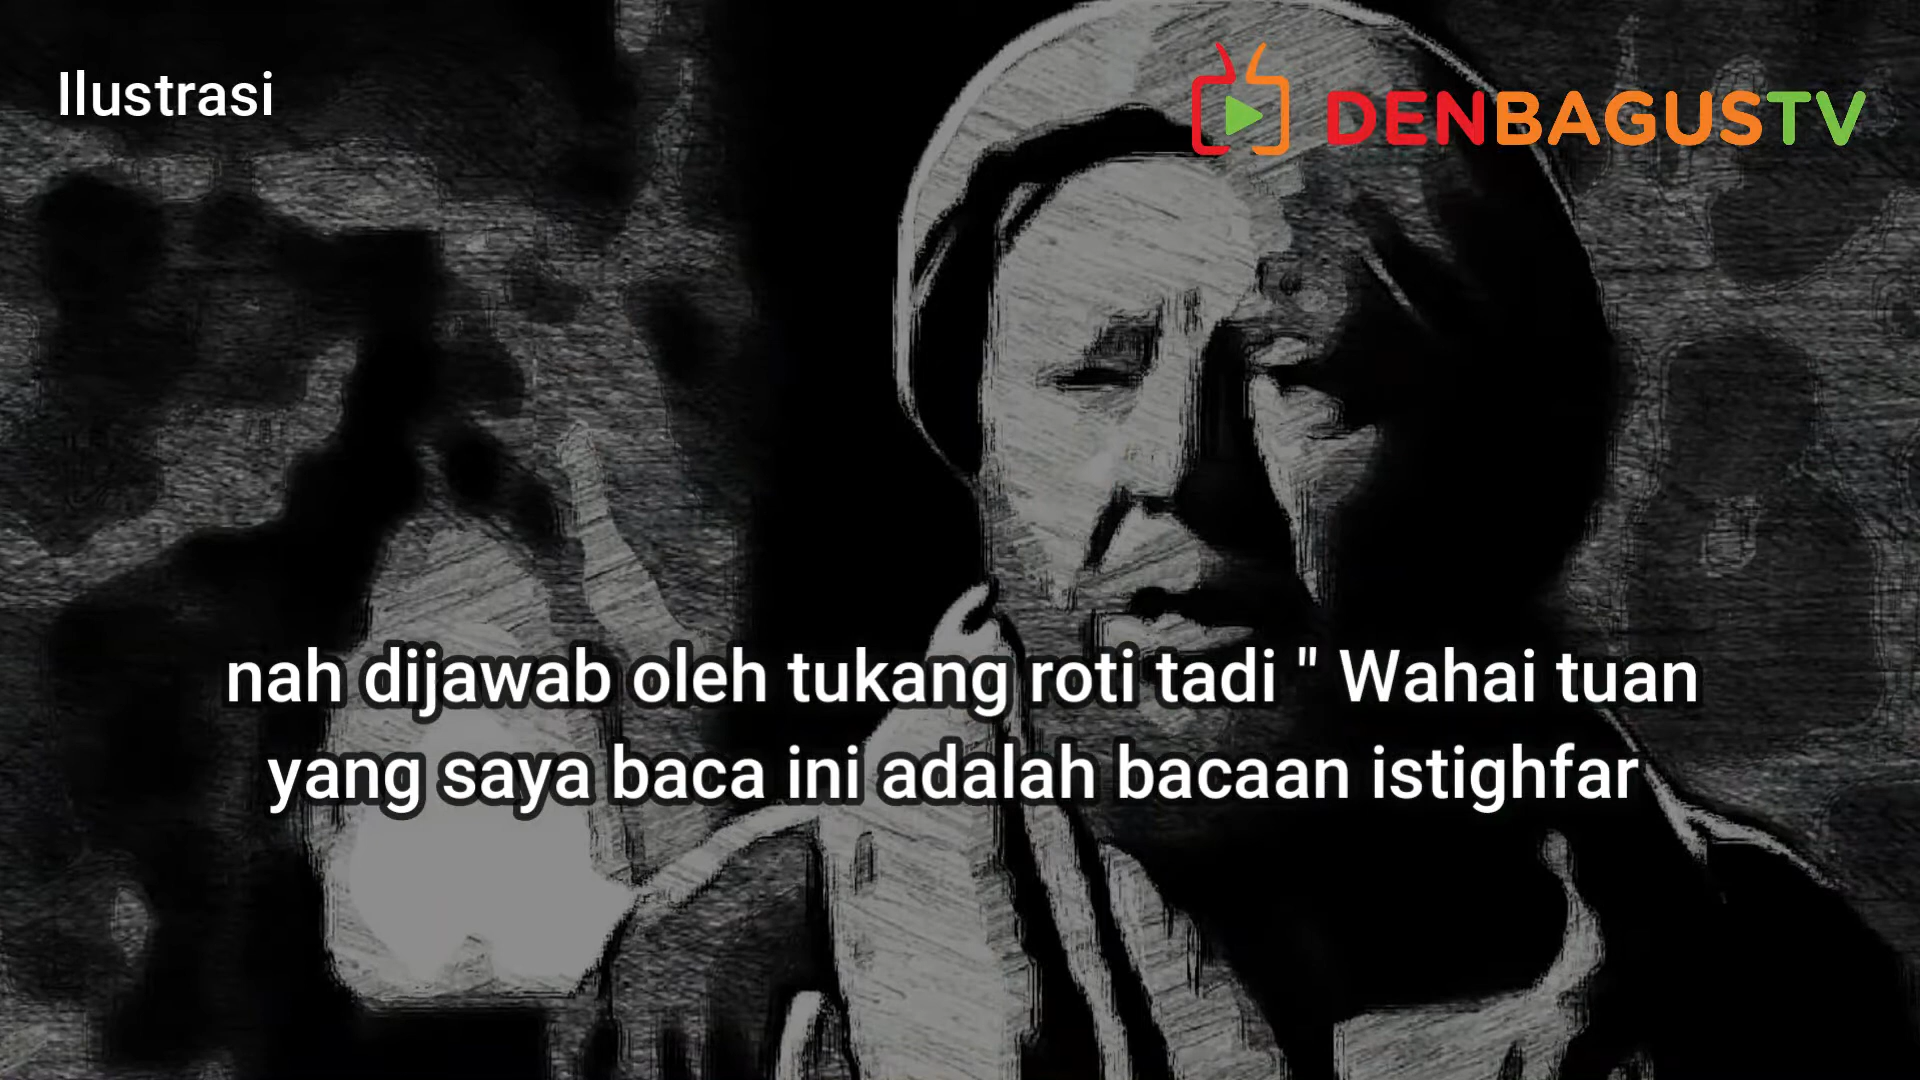 Ilustrasi
DENBAGUSTV
nah dijawab oleh tukang roti tadi " Wahai tuan
yang saya baca ini adalah bacaan istighfar